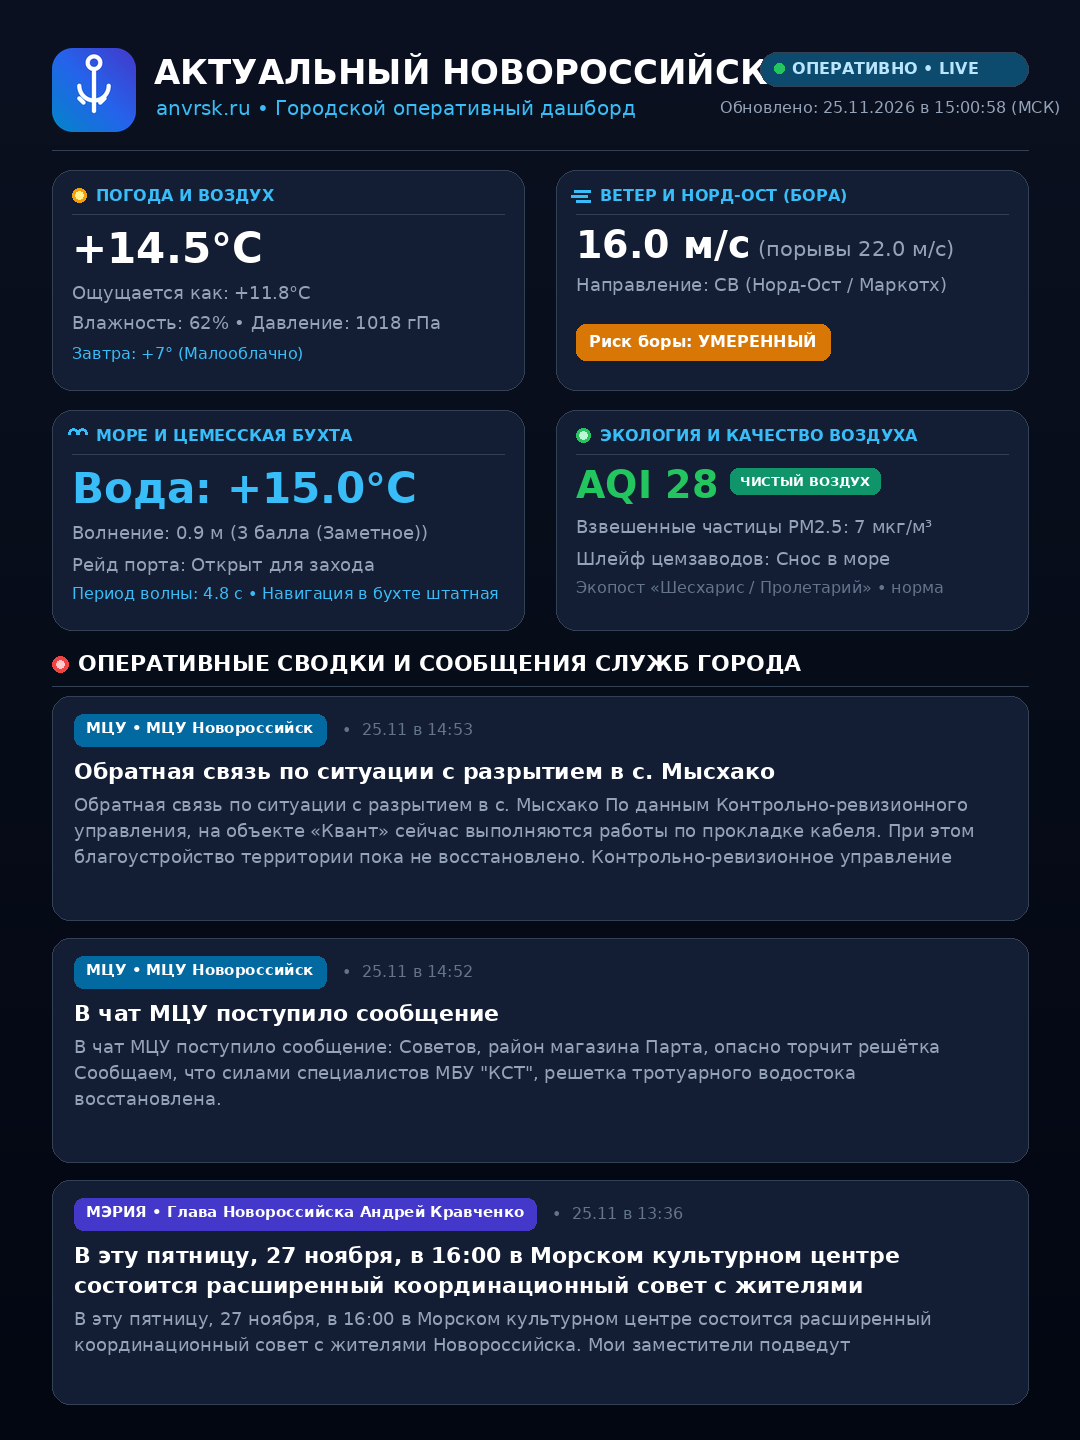 АКТУАЛЬНЫЙ НОВОРОССИЙСК
ОПЕРАТИВНО • LIVE
anvrsk.ru • Городской оперативный дашборд
Обновлено: 25.11.2026 в 15:00:58 (МСК)
ПОГОДА И ВОЗДУХ
+14.5°C
Ощущается как: +11.8°C
Влажность: 62% • Давление: 1018 гПа
Завтра: +7° (Малооблачно)
ВЕТЕР И НОРД-ОСТ (БОРА)
16.0 м/с (порывы 22.0 м/с)
Направление: СВ (Норд-Ост / Маркотх)
Риск боры: УМЕРЕННЫЙ
МОРЕ И ЦЕМЕССКАЯ БУХТА
Вода: +15.0°C
Волнение: 0.9 м (3 балла (Заметное))
Рейд порта: Открыт для захода
Период волны: 4.8 с • Навигация в бухте штатная
ЭКОЛОГИЯ И КАЧЕСТВО ВОЗДУХА
AQI 28 ЧИСТЫЙ ВОЗДУХ
Взвешенные частицы PM2.5: 7 мкг/м³
Шлейф цемзаводов: Снос в море
Экопост «Шесхарис / Пролетарий» • норма
ОПЕРАТИВНЫЕ СВОДКИ И СООБЩЕНИЯ СЛУЖБ ГОРОДА
МЦУ • МЦУ Новороссийск • 25.11 в 14:53
Обратная связь по ситуации с разрытием в с. Мысхако
Обратная связь по ситуации с разрытием в с. Мысхако По данным Контрольно-ревизионного
управления, на объекте «Квант» сейчас выполняются работы по прокладке кабеля. При этом
благоустройство территории пока не восстановлено. Контрольно-ревизионное управление
МЦУ • МЦУ Новороссийск • 25.11 в 14:52
В чат МЦУ поступило сообщение
В чат МЦУ поступило сообщение: Советов, район магазина Парта, опасно торчит решётка
Сообщаем, что силами специалистов МБУ "КСТ", решетка тротуарного водостока
восстановлена.
МЭРИЯ • Глава Новороссийска Андрей Кравченко • 25.11 в 13:36
В эту пятницу, 27 ноября, в 16:00 в Морском культурном центре
состоится расширенный координационный совет с жителями
В эту пятницу, 27 ноября, в 16:00 в Морском культурном центре состоится расширенный
координационный совет с жителями Новороссийска. Мои заместители подведут